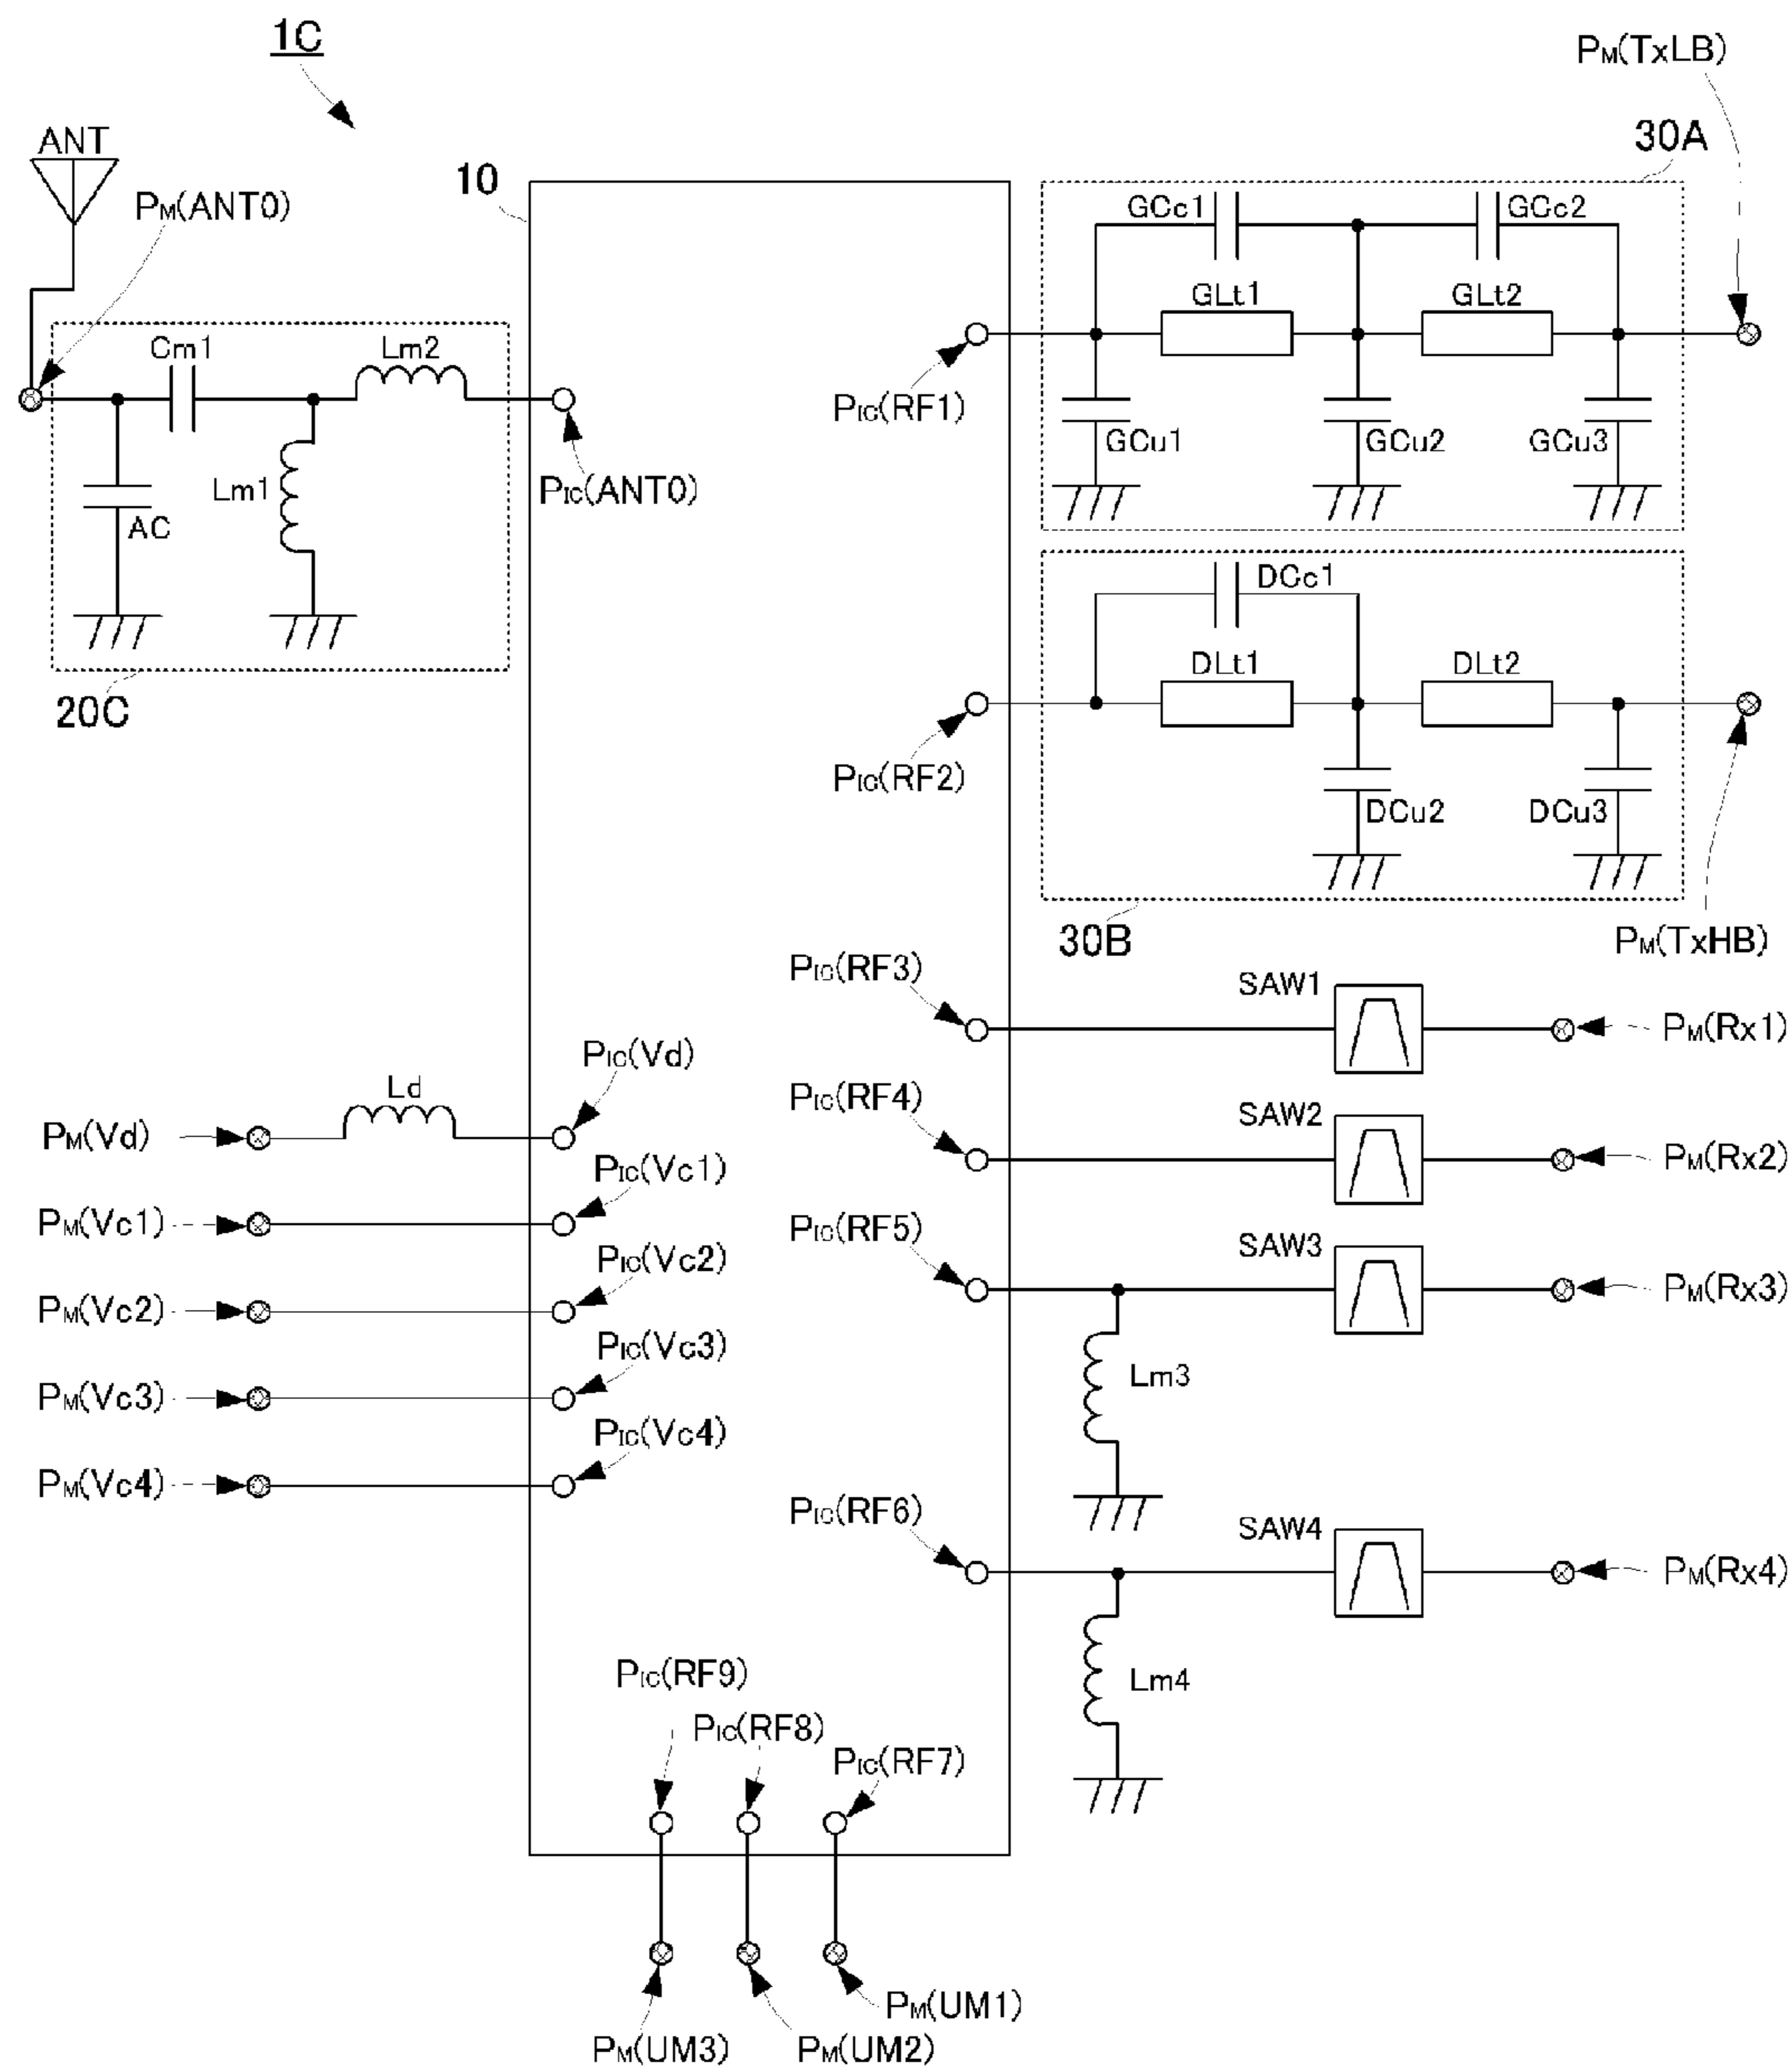 1C
PM(TxLB)
ANT
30A
10
PM(ANT0)
GCc1
GCc2
GLt1
GLt2
Cm1
Lm2
PIC(RF1)
GCu1
GCu2
GCu3
Lm1
PIC(ANT0)
AC
DCc1
20C
DLt1
DLt2
PIC(RF2)
DCu2
DCu3
30B
PM(TxHB)
PIC(RF3)
SAW1
PM(Rx1)
PIC(Vd)
Ld
PIC(RF4)
SAW2
PM(Vd)
PM(Rx2)
PIC(Vc1)
PM(Vc1)
PIC(RF5)
SAW3
PIC(Vc2)
PM(Vc2)
PM(Rx3)
PIC(Vc3)
Lm3
PM(Vc3)
PIC(Vc4)
PM(Vc4)
PIC(RF6)
SAW4
PM(Rx4)
PIC(RF9)
Lm4
PIC(RF8)
PIC(RF7)
PM(UM1)
PM(UM3)
PM(UM2)